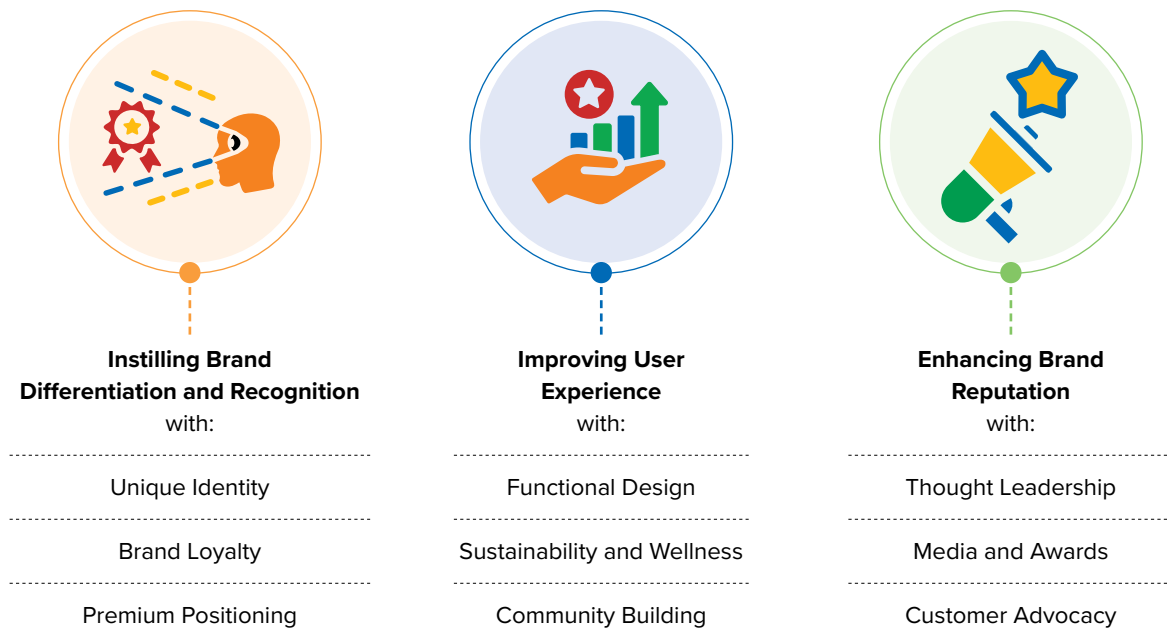 Instilling Brand
Differentiation and Recognition
with:
Unique Identity
Brand Loyalty
Premium Positioning
Improving User
Experience
with:
Functional Design
Sustainability and Wellness
Community Building
Enhancing Brand
Reputation
with:
Thought Leadership
Media and Awards
Customer Advocacy